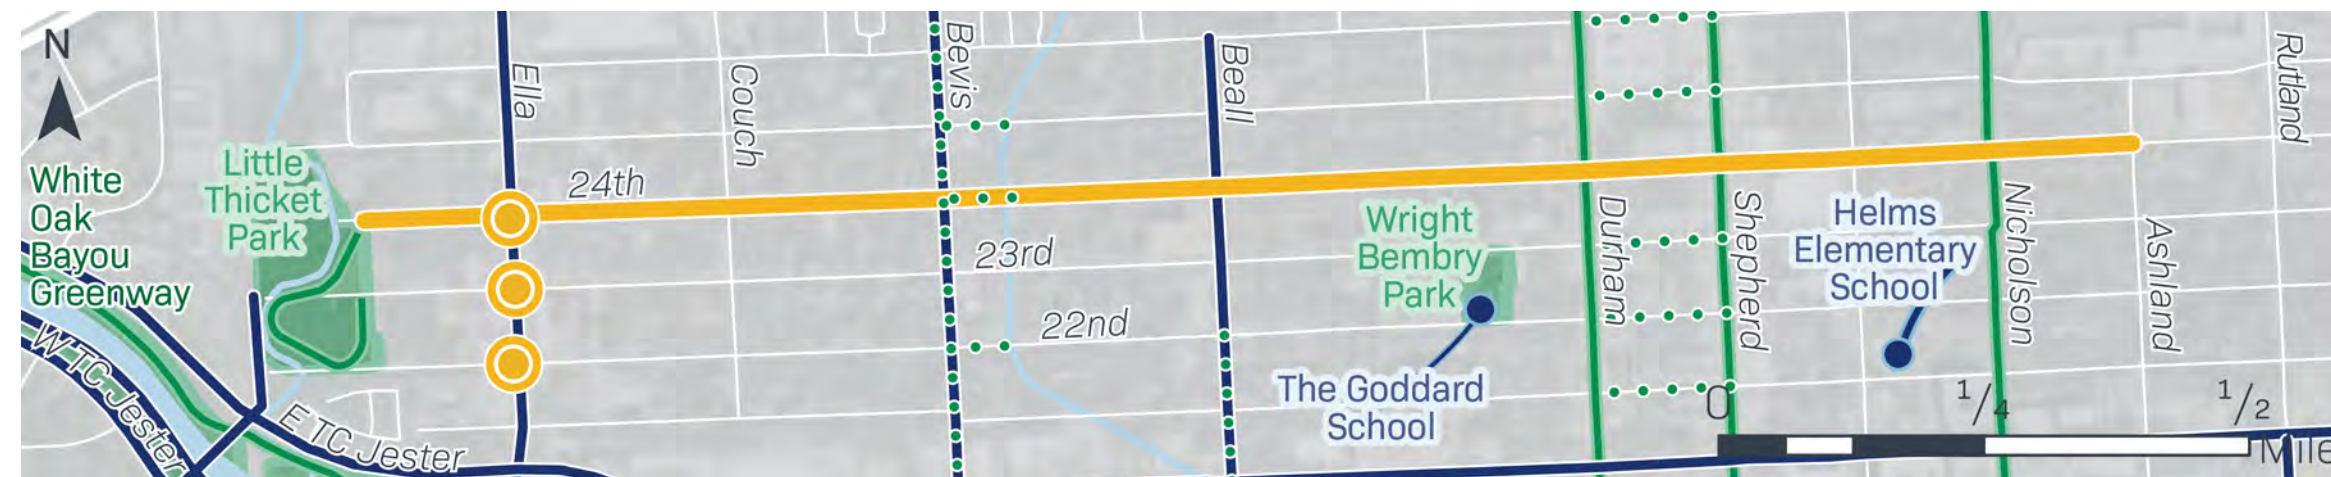 N
White
Oak
Bayou
Greenway
Little
Thicket
Park
W TC Jester
E TC Jester
Ella
24th
Couch
Bevis
23rd
22nd
Beall
Wright
Bembry
Park
The Goddard
School
Durham
Shepherd
Helms
Elementary
School
Nicholson
Ashland
Rutland
0 1/4 1/2
Mile